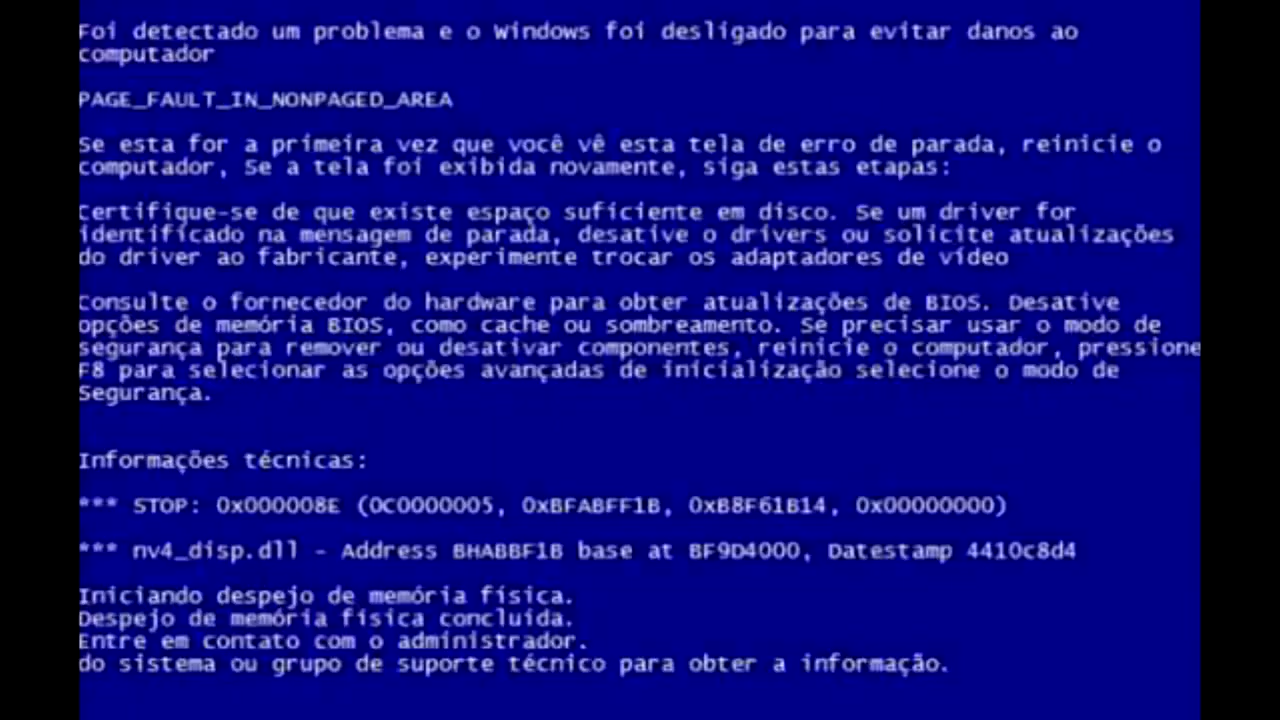 Foi detectado um problema e o Windows foi desligado para evitar danos ao
computador
PAGE_FAULT_IN_NONPAGED_AREA
Se esta for a primeira vez que você vê esta tela de erro de parada, reinicie o
computador, Se a tela foi exibida novamente, siga estas etapas:
Certifique-se de que existe espaço suficiente em disco. Se um driver for
identificado na mensagem de parada, desative o drivers ou solicite atualizações
do driver ao fabricante, experimente trocar os adaptadores de vídeo
Consulte o fornecedor do hardware para obter atualizações de BIOS. Desative
opções de memória BIOS, como cache ou sombreamento. Se precisar usar o modo de
segurança para remover ou desativar componentes, reinicie o computador, pressione
F8 para selecionar as opções avançadas de inicialização selecione o modo de
Segurança.
Informações técnicas:
*** STOP: 0x000008E (0C0000005, 0xBFABFF1B, 0xB8F61B14, 0x00000000)
*** nv4_disp.dll - Address BHABBF1B base at BF9D4000, Datestamp 4410c8d4
Iniciando despejo de memória física.
Despejo de memória física concluída.
Entre em contato com o administrador.
do sistema ou grupo de suporte técnico para obter a informação.